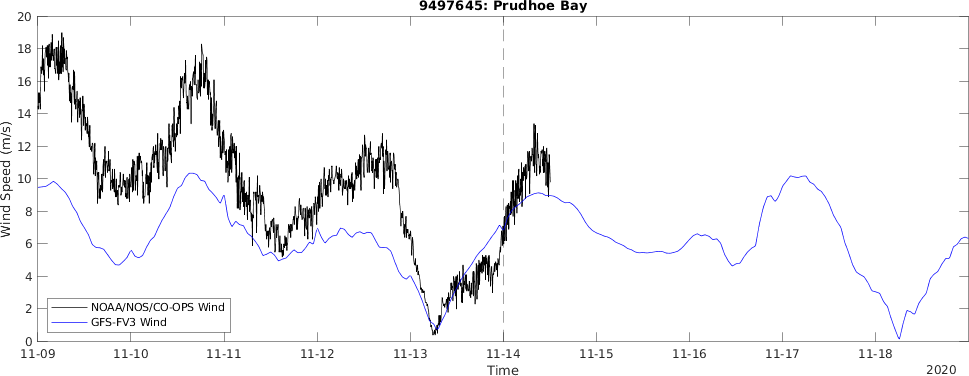 9497645: Prudhoe Bay
20
18
16
14
12
10
8
6
4
2
0
Wind Speed (m/s)
NOAA/NOS/CO-OPS Wind
GFS-FV3 Wind
11-09 11-10 11-11 11-12 11-13 11-14 11-15 11-16 11-17 11-18
Time
2020